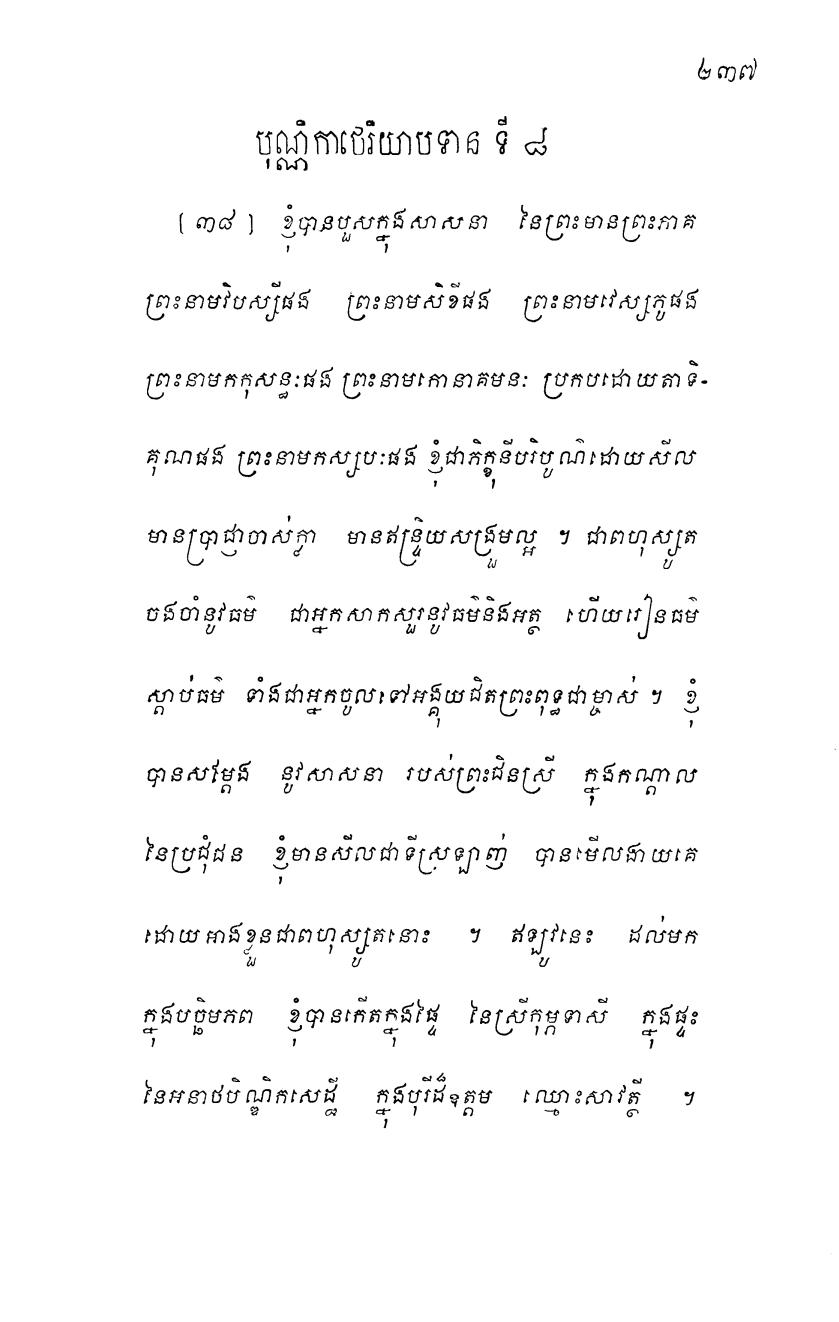 ២៣៧
បុណ្ណិកាថេរិយាបទាន ទី ៨
[ ៣៨ ] ខ្ញុំបានបួសក្នុងសាសនា នៃព្រះមានព្រះភាគ
ព្រះនាមវិបស្សីផង ព្រះនាមសិខីផង ព្រះនាមវេស្សភូផង
ព្រះនាមកកុសន្ធៈផង ព្រះនាមកោនាគមនៈ ប្រកបដោយតាទិ-
គុណផង ព្រះនាមកស្សបៈផង ខ្ញុំជាភិក្ខុនីបរិបូណ៌ដោយសីល
មានប្រាជ្ញាចាស់ក្លា មានឥន្ទ្រិយសង្រួមល្អ ។ ជាពហុស្សូត
ចងចាំនូវធម៌ ជាអ្នកសាកសួរនូវធម៌និងអត្ថ ហើយរៀនធម៌
ស្តាប់ធម៌ ទាំងជាអ្នកចូលទៅអង្គុយជិតព្រះពុទ្ធជាម្ចាស់ ។ ខ្ញុំ
បានសម្តែង នូវសាសនា របស់ព្រះជិនស្រី ក្នុងកណ្តាល
នៃប្រជុំជន ខ្ញុំមានសីលជាទីស្រឡាញ់ បានមើលងាយគេ
ដោយអាងខ្លួនជាពហុស្សូតនោះ ។ ឥឡូវនេះ ដល់មក
ក្នុងបច្ឆិមភព ខ្ញុំបានកើតក្នុងផ្ទៃ នៃស្រីកុម្ភទាសី ក្នុងផ្ទះ
នៃអនាថបិណ្ឌិកសេដ្ឋី ក្នុងបុរីដ៏ឧត្តម ឈ្មោះសាវត្ថី ។